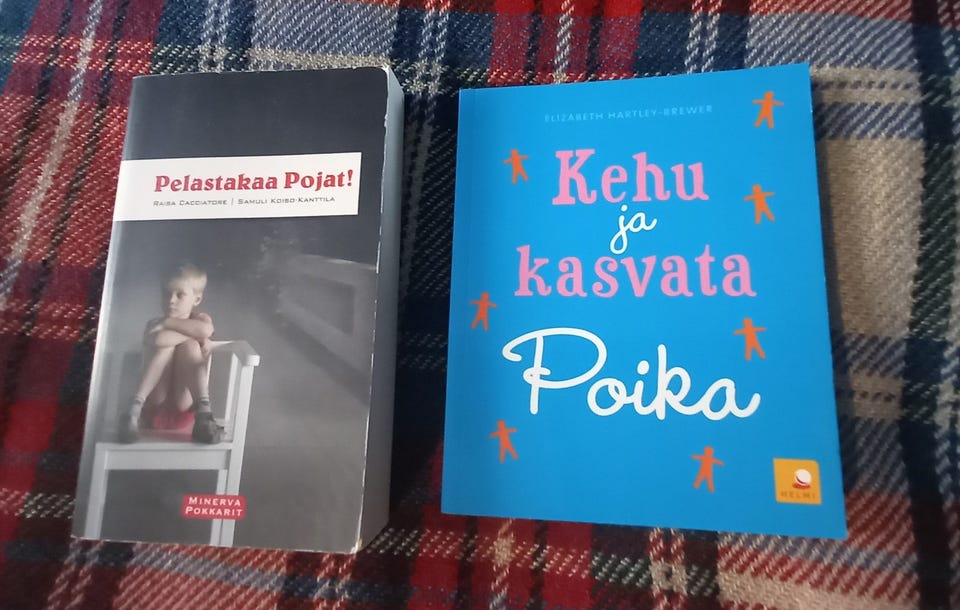 Pelastakaa Pojat!
RAISA CACCIATORE | SAMULI KOISO-KANTTILA
MINERVA
POKKARIT
ELIZABETH HARTLEY-BREWER
Kehu
ja
kasvata
Poika
HELMI